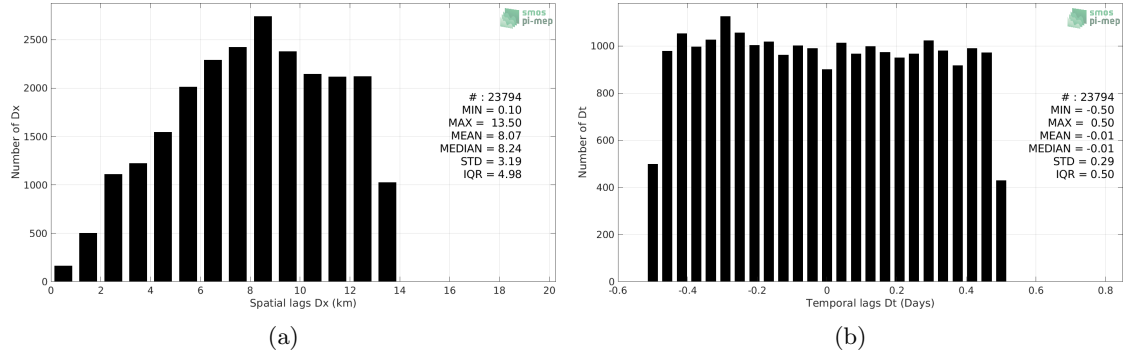 smos
pi-mep
2500
2000
1500
1000
500
0
Number of Dx
# : 23794
MIN = 0.10
MAX = 13.50
MEAN = 8.07
MEDIAN = 8.24
STD = 3.19
IQR = 4.98
0 2 4 6 8 10 12 14 16 18 20
Spatial lags Dx (km)
(a)
smos
pi-mep
1000
800
600
400
200
0
Number of Dt
# : 23794
MIN = -0.50
MAX = 0.50
MEAN = -0.01
MEDIAN = -0.01
STD = 0.29
IQR = 0.50
-0.6 -0.4 -0.2 0 0.2 0.4 0.6 0.8
Temporal lags Dt (Days)
(b)